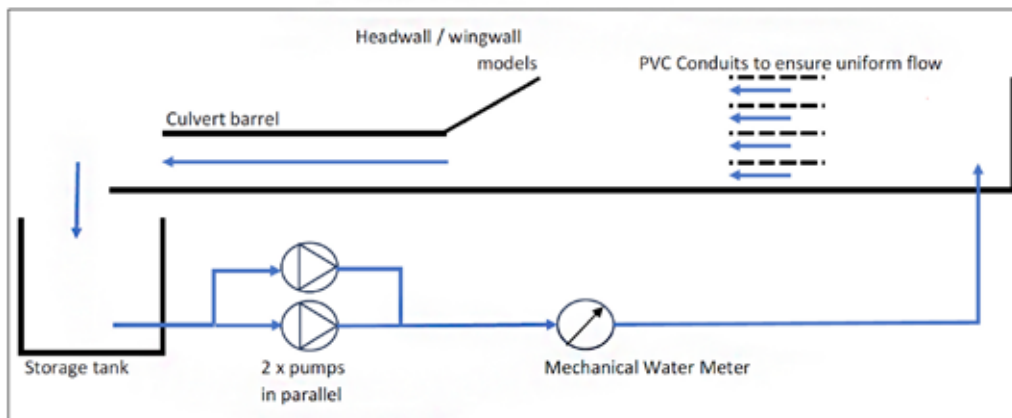 Headwall / wingwall
models
PVC Conduits to ensure uniform flow
Culvert barrel
Storage tank
2 x pumps
in parallel
Mechanical Water Meter